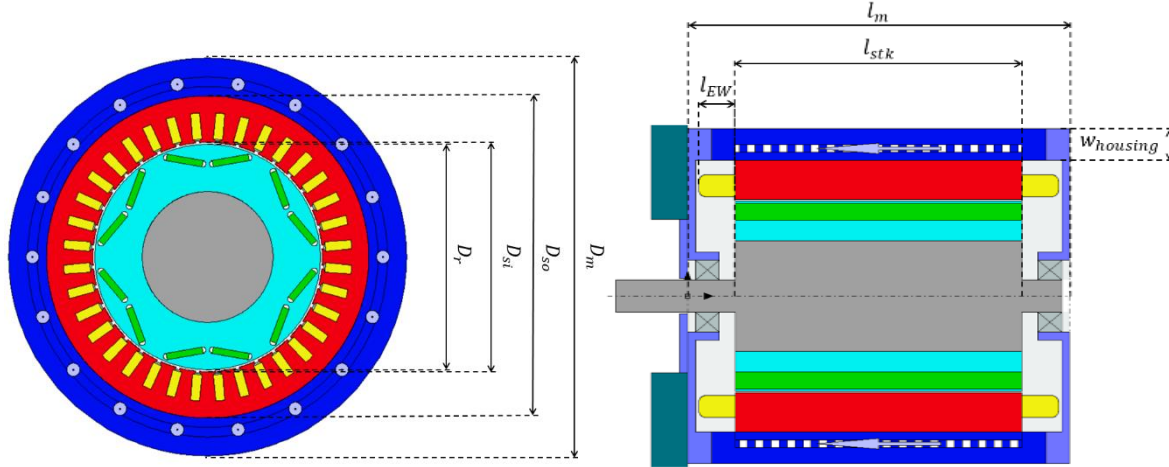 D_r
D_si
D_so
D_m
l_m
l_stk
l_EW
w_housing